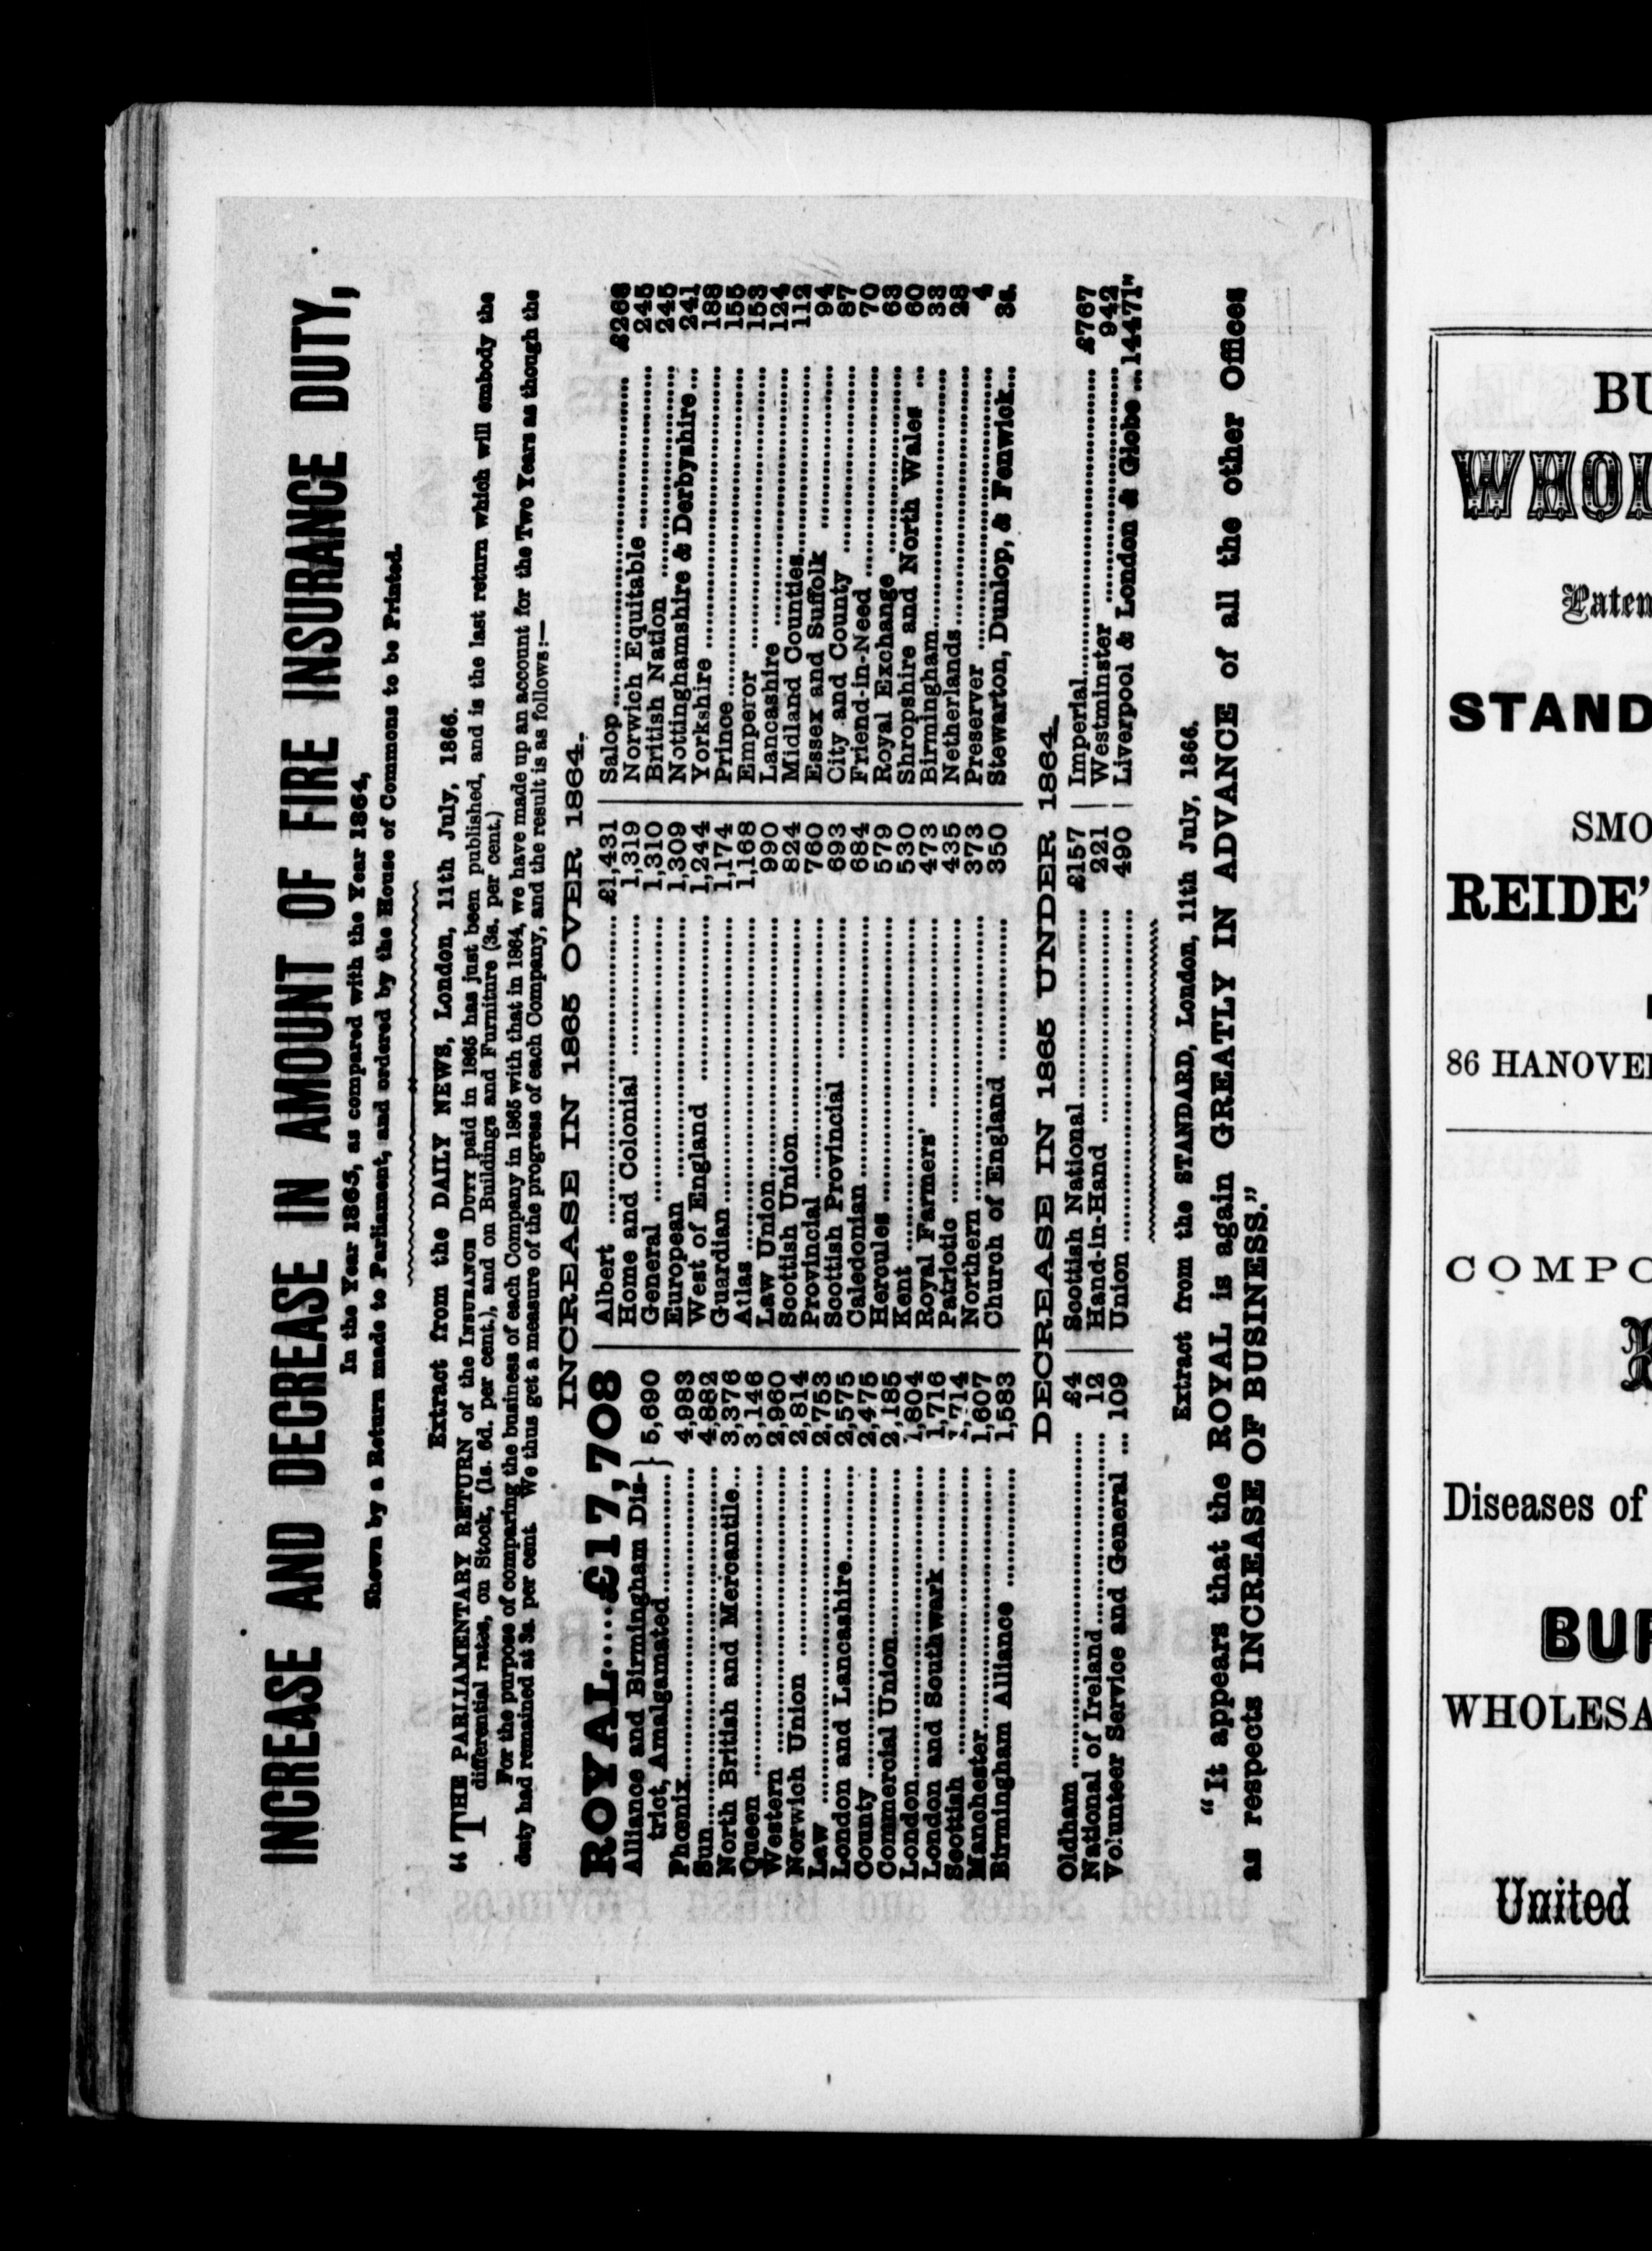 INCREASE AND DECREASE IN AMOUNT OF FIRE INSURANCE DUTY,
In the Year 1865, as compared with the Year 1864,
Shown by a Return made to Parliament, and ordered by the House of Commons to be Printed.
Extract from the DAILY NEWS, London, 11th July, 1866.
"THE PARLIAMENTARY RETURN of the INSURANCE DUTY paid in 1865 has just been published, and is the last return which will embody the
differential rates, on Stock, (1s. 6d. per cent.), and on Buildings and Furniture (3s. per cent.)
For the purpose of comparing the business of each Company in 1865 with that in 1864, we have made up an account for the Two Years as though the
duty had remained at 3s. per cent We thus get a measure of the progress of each Company, and the result is as follows:—
INCREASE IN 1865 OVER 1864.
ROYAL.....£17,708
Alliance and Birmingham Dis-
trict, Amalgamated } 5,690
Phœnix 4,983
Sun 4,882
North British and Mercantile... 3,376
Queen 3,146
Western 2,960
Norwich Union 2,814
Law 2,753
London and Lancashire 2,575
County 2,475
Commercial Union 2,185
London 1,804
London and Southwark 1,716
Scottish 1,714
Manchester 1,607
Birmingham Alliance 1,583
Albert £1,431
Home and Colonial 1,319
General 1,310
European 1,309
West of England 1,244
Guardian 1,174
Atlas 1,168
Law Union 990
Scottish Union 824
Provincial 760
Scottish Provincial 693
Caledonian 684
Hercules 579
Kent 530
Royal Farmers' 473
Patriotic 435
Northern 373
Church of England 350
Salop £268
Norwich Equitable 245
British Nation 245
Nottinghamshire & Derbyshire ... 241
Yorkshire 188
Prince 155
Emperor 153
Lancashire 124
Midland Counties 112
Essex and Suffolk 94
City and County 87
Friend-in-Need 70
Royal Exchange 63
Shropshire and North Wales ... 60
Birmingham 33
Netherlands 28
Preserver 4
Stewarton, Dunlop, & Fenwick... 3s.
DECREASE IN 1865 UNDER 1864.
Oldham £4
National of Ireland 12
Volunteer Service and General ... 109
Scottish National £157
Hand-in-Hand 221
Union 490
Imperial £767
Westminster 942
Liverpool & London & Globe ... 14471"
Extract from the STANDARD, London, 11th July, 1866.
"It appears that the ROYAL is again GREATLY IN ADVANCE of all the other Offices
as respects INCREASE OF BUSINESS."
BU
WHOL
Paten
STAND
SMO
REIDE'
86 HANOVE
COMPO
Diseases of
BUR
WHOLESA
United